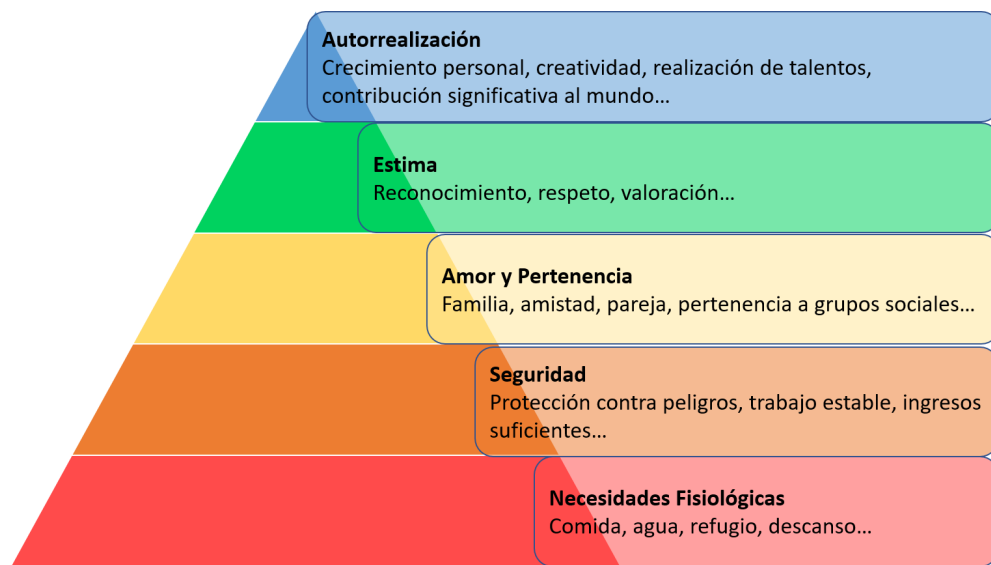 Autorrealización
Crecimiento personal, creatividad, realización de talentos,
contribución significativa al mundo…
Estima
Reconocimiento, respeto, valoración…
Amor y Pertenencia
Familia, amistad, pareja, pertenencia a grupos sociales…
Seguridad
Protección contra peligros, trabajo estable, ingresos
suficientes…
Necesidades Fisiológicas
Comida, agua, refugio, descanso…